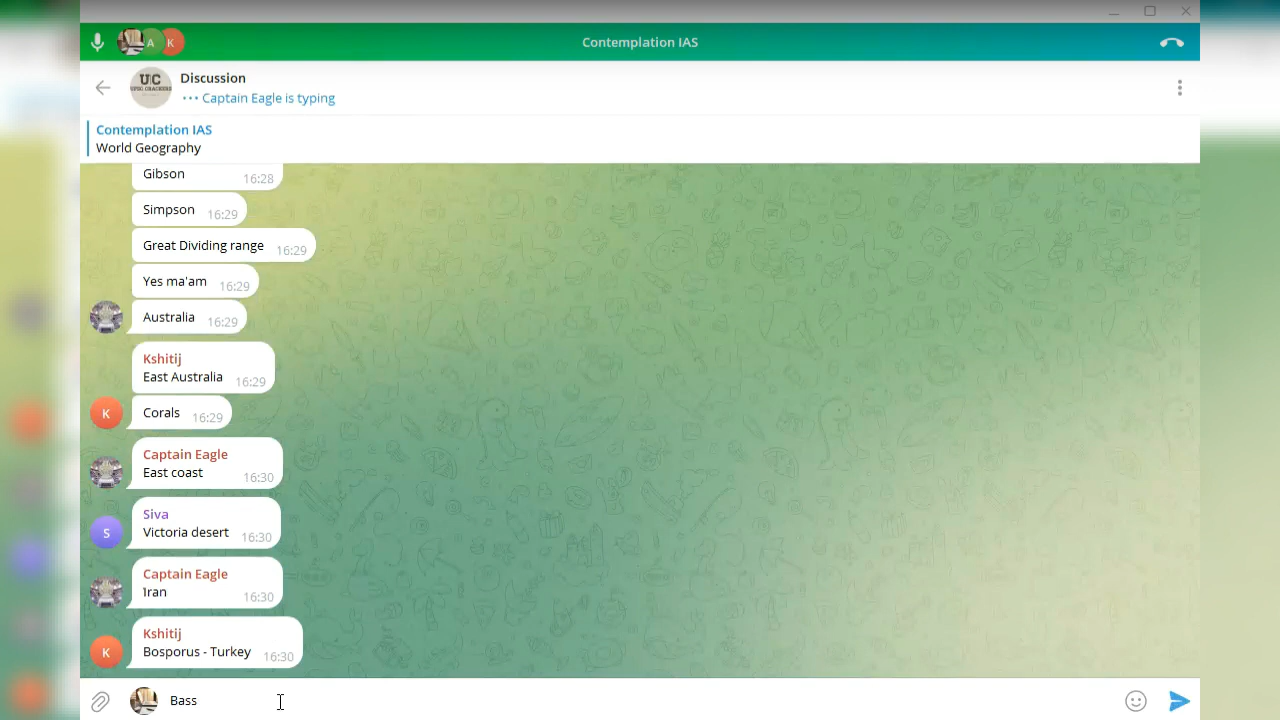 A K
Contemplation IAS
UC
UPSC CRACKERS
Discussion
Captain Eagle is typing
Contemplation IAS
World Geography
Gibson 16:28
Simpson 16:29
Great Dividing range 16:29
Yes ma'am 16:29
Australia 16:29
Kshitij
East Australia 16:29
K
Corals 16:29
Captain Eagle
East coast 16:30
Siva
S
Victoria desert 16:30
Captain Eagle
Iran 16:30
Kshitij
K
Bosporus - Turkey 16:30
Bass